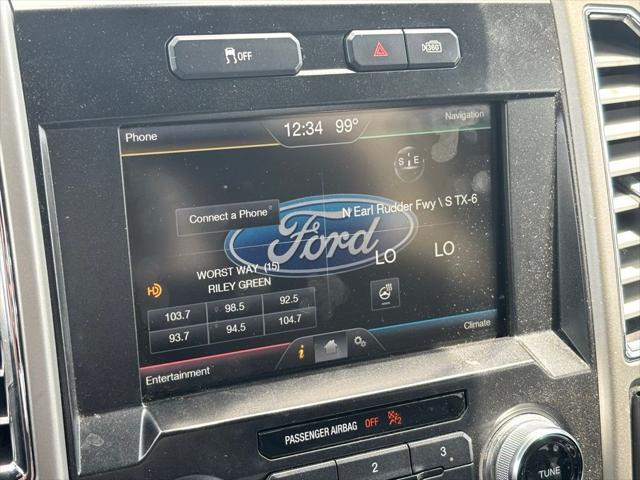 OFF
360
Phone
12:34 99°
Navigation
S E
Connect a Phone
N Earl Rudder Fwy \ S TX-6
Ford
LO LO
HD
WORST WAY (15)
RILEY GREEN
103.7 98.5 92.5
93.7 94.5 104.7
i
Entertainment
Climate
PASSENGER AIRBAG OFF 2
2 3
TUNE